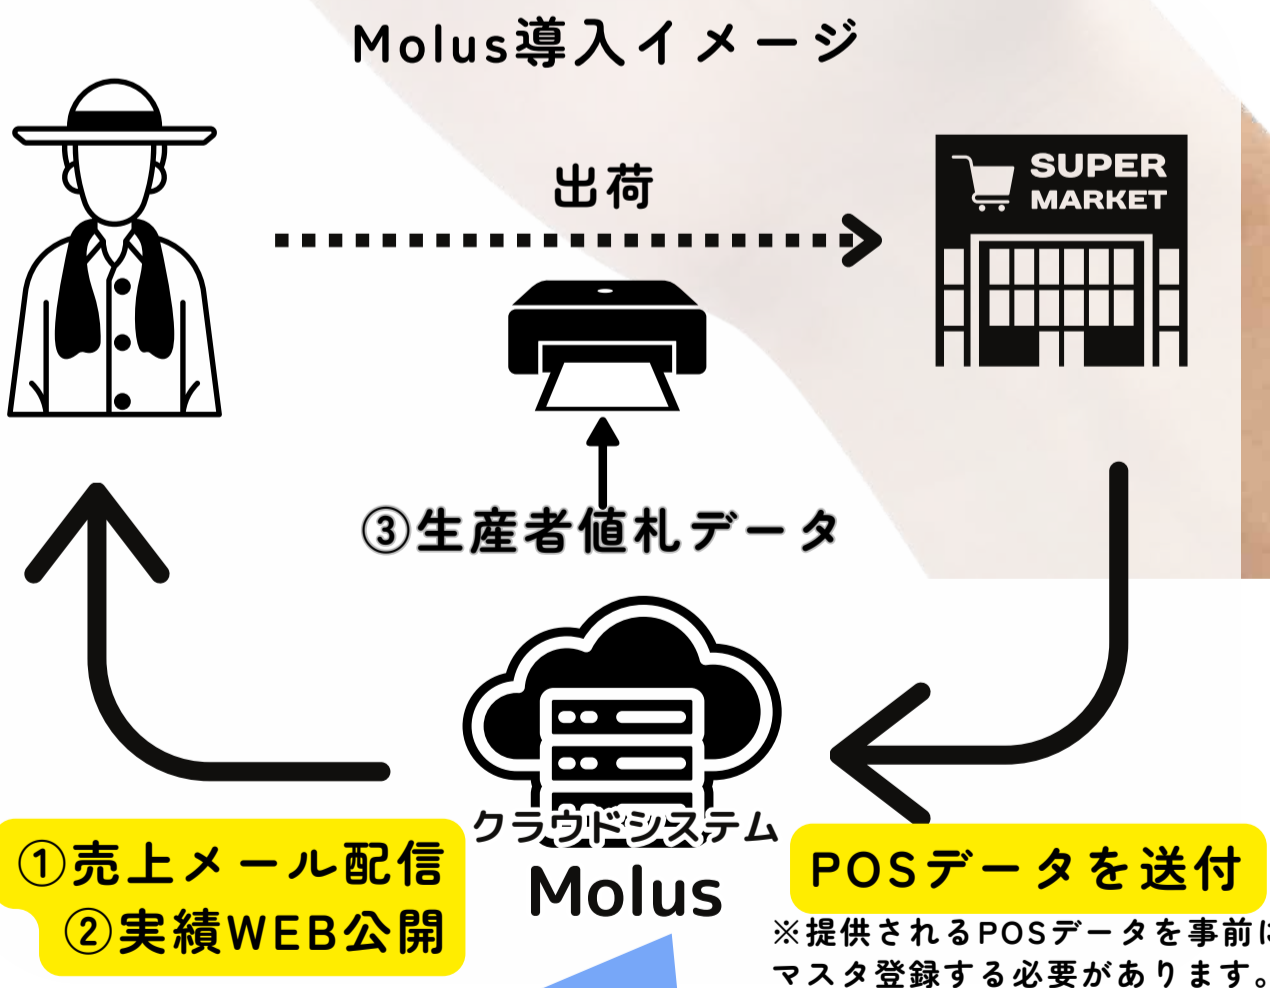 Molus導入イメージ
出荷
SUPER
MARKET
③生産者値札データ
クラウドシステム
Molus
①売上メール配信
②実績WEB公開
POSデータを送付
※提供されるPOSデータを事前に
マスタ登録する必要があります。